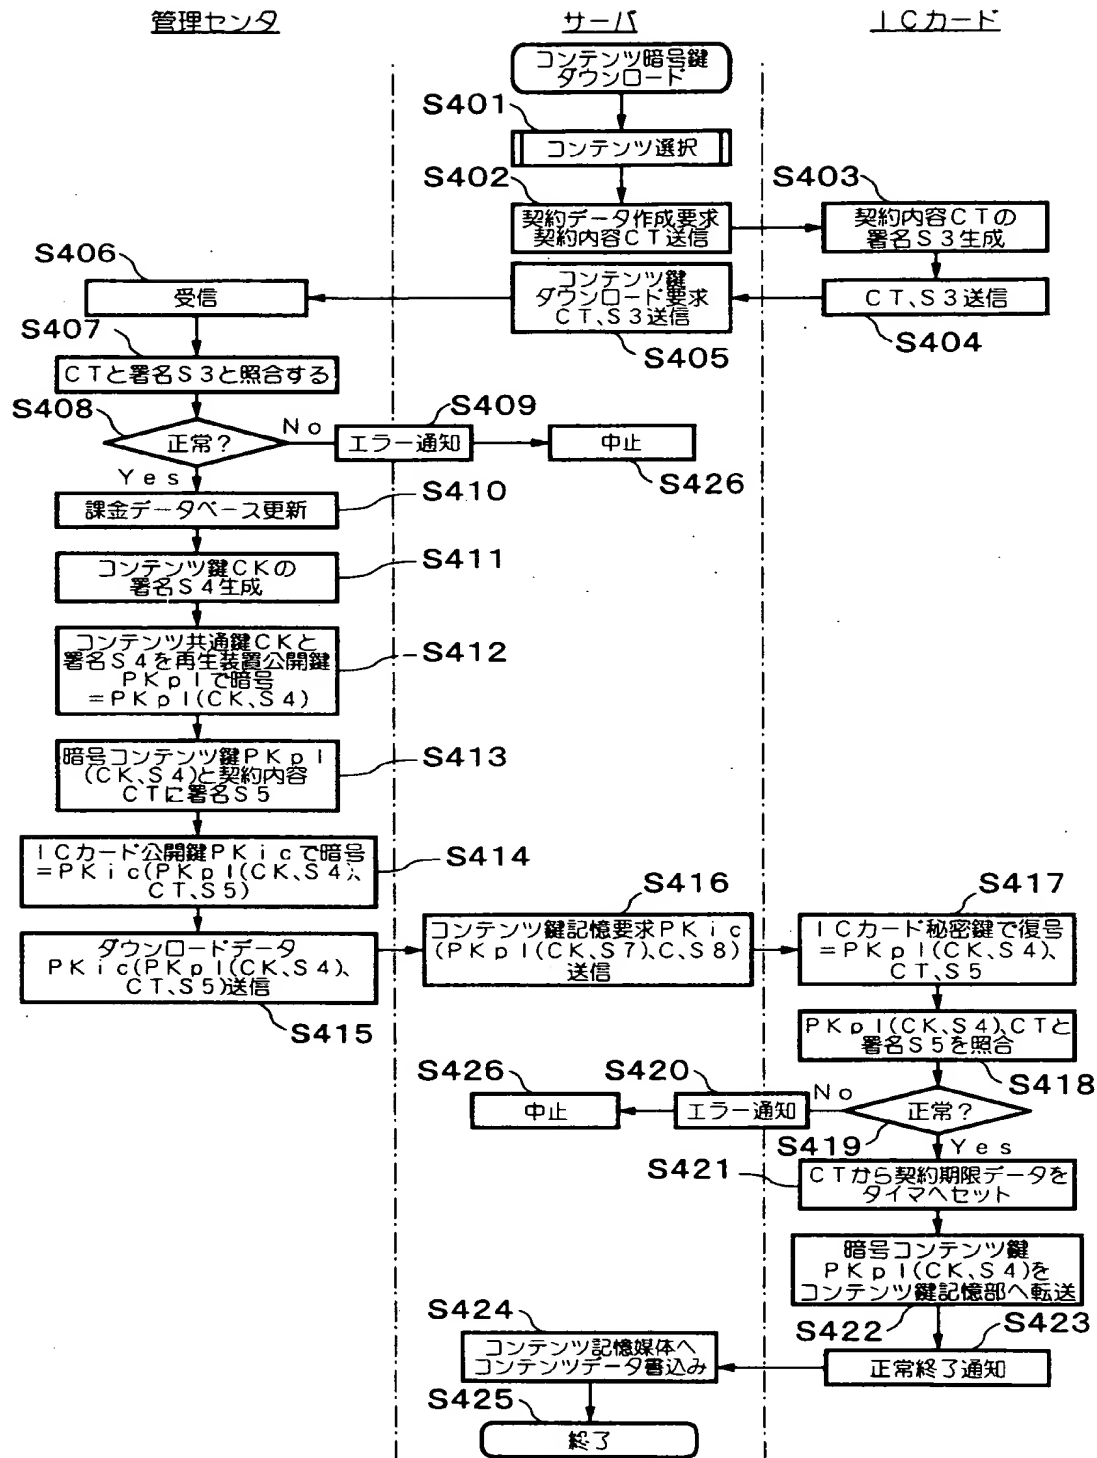 管理センタ
サーバ
ICカード
コンテンツ暗号鍵
ダウンロード
S401
コンテンツ選択
S402
契約データ作成要求
契約内容CT送信
S403
契約内容CTの
署名S3生成
CT、S3送信
S404
コンテンツ鍵
ダウンロード要求
CT、S3送信
S405
S406
受信
S407
CTと署名S3と照合する
S408
正常?
No
Yes
S409
エラー通知
中止
S426
課金データベース更新
S410
コンテンツ鍵CKの
署名S4生成
S411
コンテンツ共通鍵CKと
署名S4を再生装置公開鍵
PKplで暗号
=PKpl(CK、S4)
S412
暗号コンテンツ鍵PKpl
(CK、S4)と契約内容
CTに署名S5
S413
ICカード公開鍵PKicで暗号
=PKic(PKpl(CK、S4)、
CT、S5)
S414
ダウンロードデータ
PKic(PKpl(CK、S4)、
CT、S5)送信
S415
S416
コンテンツ鍵記憶要求PKic
(PKpl(CK、S7)、C、S8)
送信
S417
ICカード秘密鍵で復号
=PKpl(CK、S4)、
CT、S5
PKpl(CK、S4)、CTと
署名S5を照合
S418
正常?
S419
No
Yes
S420
エラー通知
S426
中止
S421
CTから契約期限データを
タイマへセット
暗号コンテンツ鍵
PKpl(CK、S4)を
コンテンツ鍵記憶部へ転送
S422
S423
正常終了通知
S424
コンテンツ記憶媒体へ
コンテンツデータ書込み
S425
終了